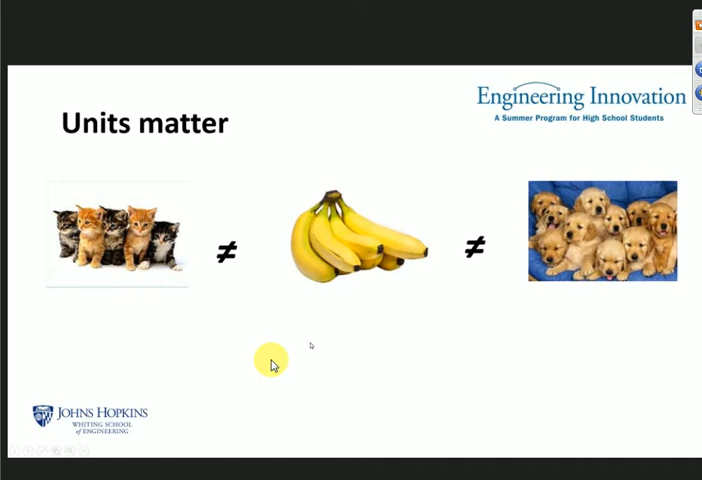 Engineering Innovation
A Summer Program for High School Students
Units matter
≠ ≠
JOHNS HOPKINS
WHITING SCHOOL
of ENGINEERING